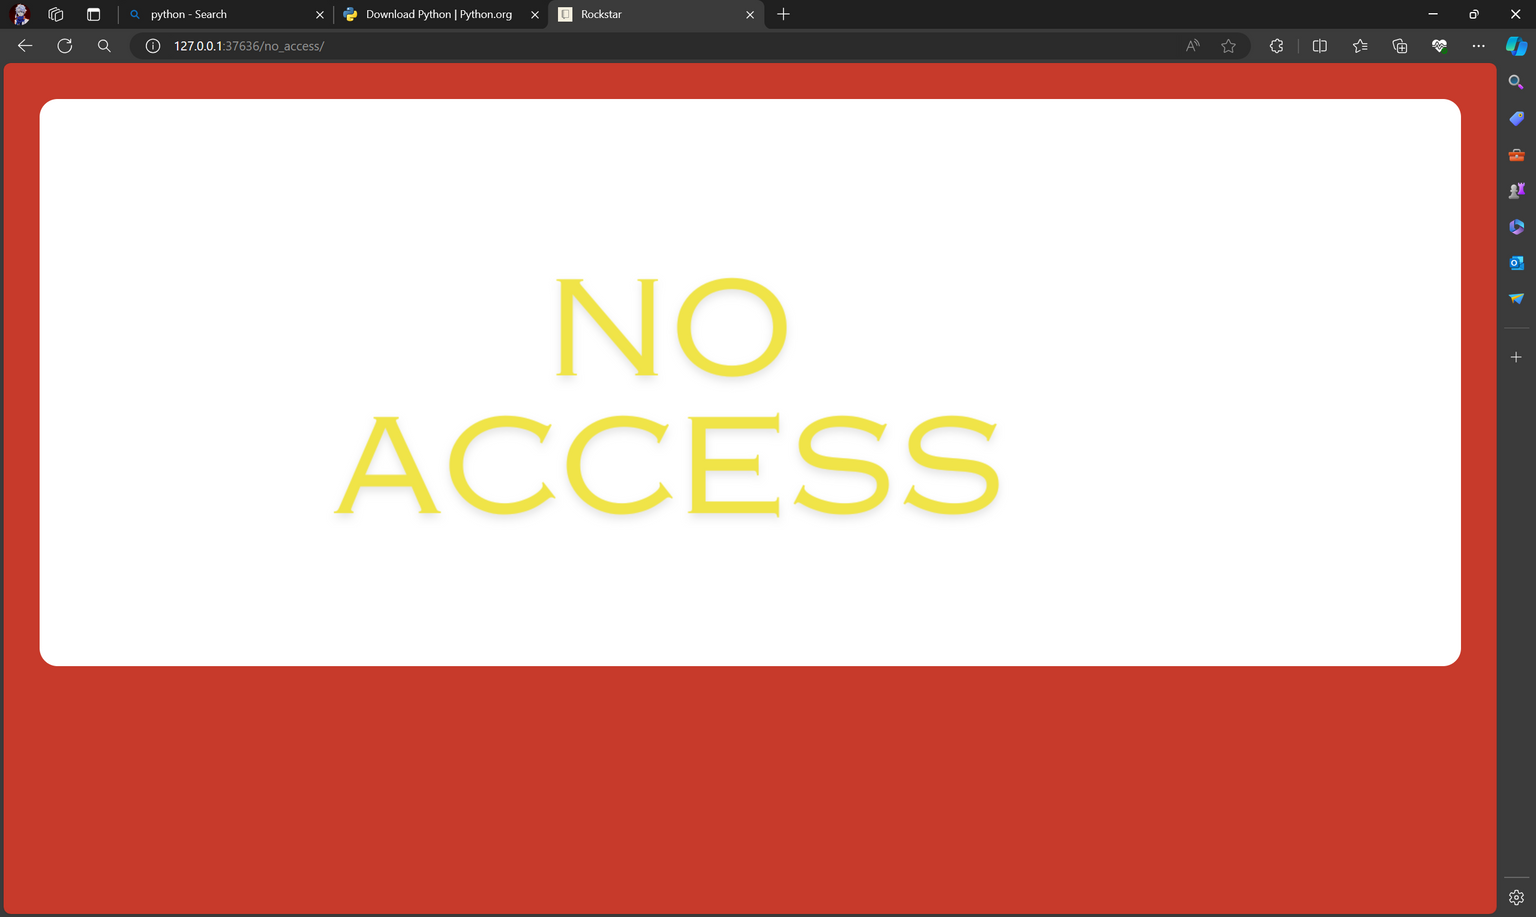 python - Search
Download Python | Python.org
Rockstar
127.0.0.1:37636/no_access/
NO
ACCESS